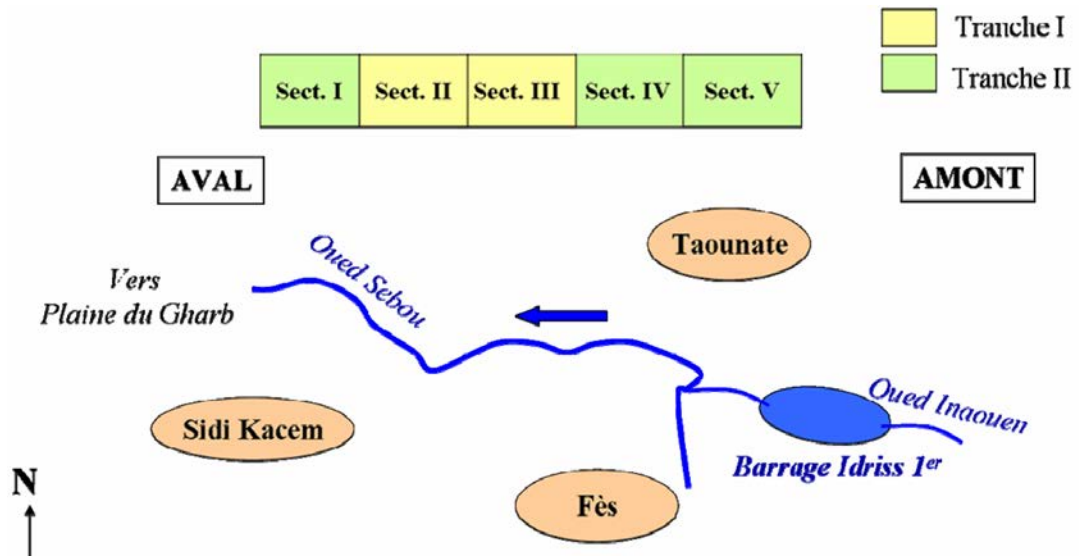 Tranche I
Tranche II
Sect. I
Sect. II
Sect. III
Sect. IV
Sect. V
AVAL
AMONT
Taounate
Oued Sebou
Vers
Plaine du Gharb
Oued Inaouen
Sidi Kacem
Barrage Idriss 1er
N
Fès